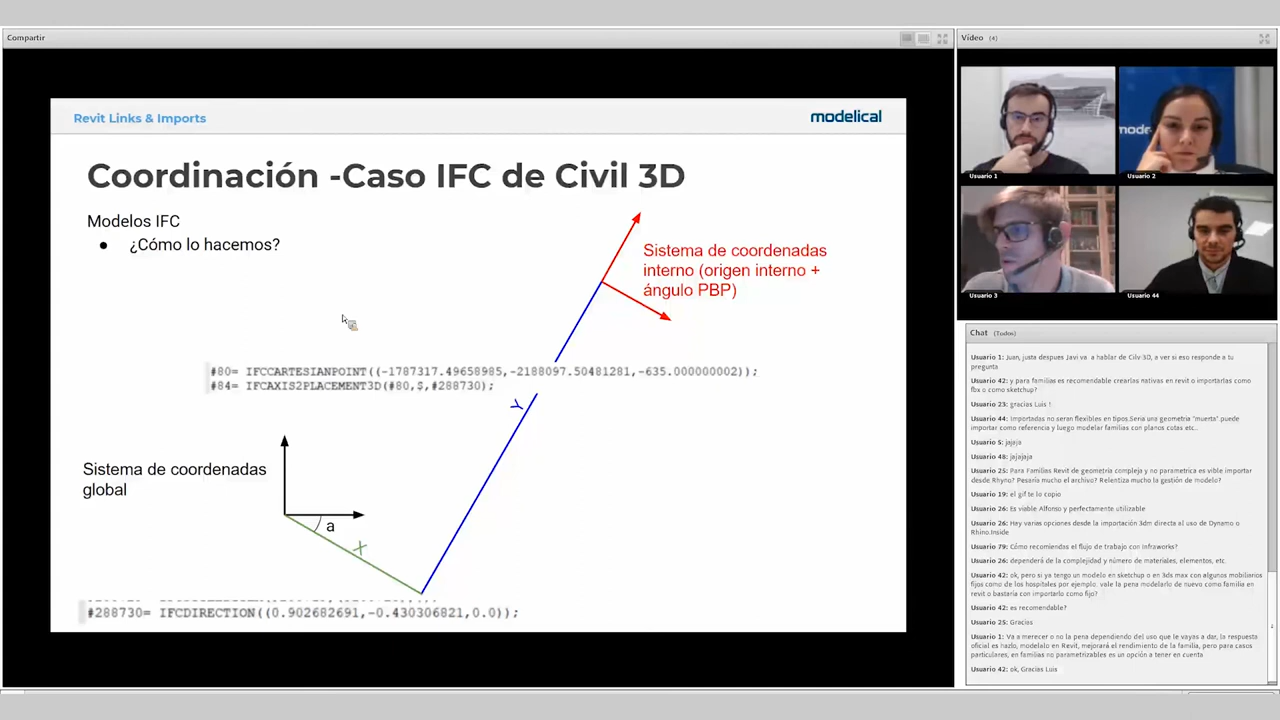 Compartir
Revit Links & Imports
modelical
Coordinación -Caso IFC de Civil 3D
Modelos IFC
● ¿Cómo lo hacemos?
Sistema de coordenadas
interno (origen interno +
ángulo PBP)
#80= IFCCARTESIANPOINT((-1787317.49658985,-2188097.50481281,-635.000000002));
#84= IFCAXIS2PLACEMENT3D(#80,$,#288730);
Y
Sistema de coordenadas
global
a
X
#288730= IFCDIRECTION((0.902682691,-0.430306821,0.0));
Vídeo (4)
Usuario 1
Usuario 2
Usuario 3
Usuario 44
Chat (Todos)
Usuario 1: Juan, justa despues Javi va a hablar de Cilv3D, a ver si eso responde a tu
pregunta
Usuario 42: y para familias es recomendable crearlas nativas en revit o importarlas como
fbx o como sketchup?
Usuario 23: gracias Luis !
Usuario 44: Importadas no seran flexibles en tipos.Seria una geometria "muerta" puede
importar como referencia y luego modelar familias con planos cotas etc..
Usuario 5: jajaja
Usuario 48: jajajaja
Usuario 25: Para Familias Revit de geometria compleja y no parametrica es vible importar
desde Rhyno? Pesaría mucho el archivo? Relentiza mucho la gestión de modelo?
Usuario 19: el gif te lo copio
Usuario 26: Es viable Alfonso y perfectamente utilizable
Usuario 26: Hay varias opciones desde la importación 3dm directa al uso de Dynamo o
Rhino.Inside
Usuario 79: Cómo recomiendas el flujo de trabajo con Infraworks?
Usuario 26: dependerá de la complejidad y número de materiales, elementos, etc
Usuario 42: ok, pero si ya tengo un modelo en sketchup o en 3ds max con algunos mobiliarios
fijos como de los hospitales por ejemplo. vale la pena modelarlo de nuevo como familia en
revit o bastaria con importarlo como fijo?
Usuario 42: es recomendable?
Usuario 25: Gracias
Usuario 1: Va a merecer o no la pena dependiendo del uso que le vayas a dar, la respuesta
oficial es hazlo, modelalo en Revit, mejorará el rendimiento de la familia, pero para casos
particulares, en familias no parametrizables es un opción a tener en cuenta
Usuario 42: ok, Gracias Luis